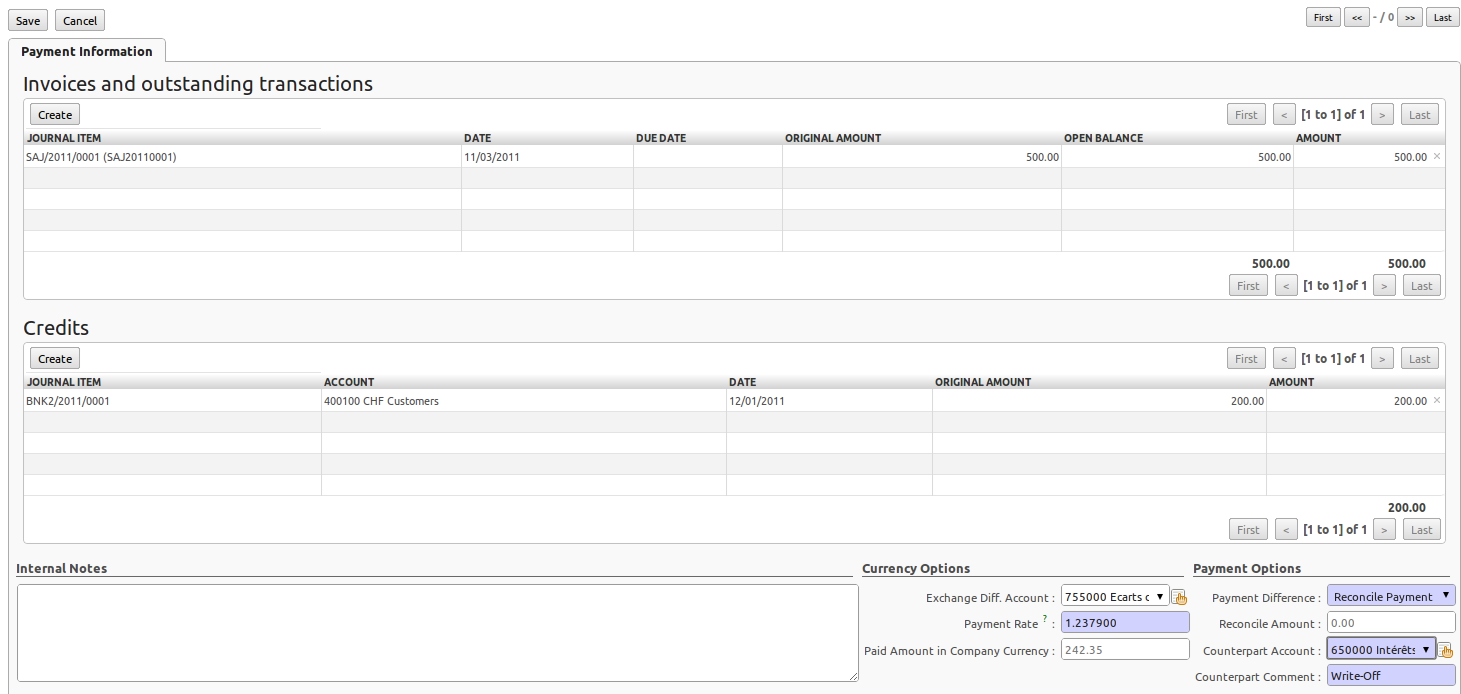 Save Cancel First << - / 0 >> Last
Payment Information
Invoices and outstanding transactions
Create First < [1 to 1] of 1 > Last
JOURNAL ITEM DATE DUE DATE ORIGINAL AMOUNT OPEN BALANCE AMOUNT
SAJ/2011/0001 (SAJ20110001) 11/03/2011 500.00 500.00 500.00 ×
500.00 500.00
First < [1 to 1] of 1 > Last
Credits
Create First < [1 to 1] of 1 > Last
JOURNAL ITEM ACCOUNT DATE ORIGINAL AMOUNT AMOUNT
BNK2/2011/0001 400100 CHF Customers 12/01/2011 200.00 200.00 ×
200.00
First < [1 to 1] of 1 > Last
Internal Notes Currency Options Payment Options
Exchange Diff. Account : 755000 Ecarts c Payment Difference : Reconcile Payment
Payment Rate ? : 1.237900 Reconcile Amount : 0.00
Paid Amount in Company Currency : 242.35 Counterpart Account : 650000 Intérêts
Counterpart Comment : Write-Off